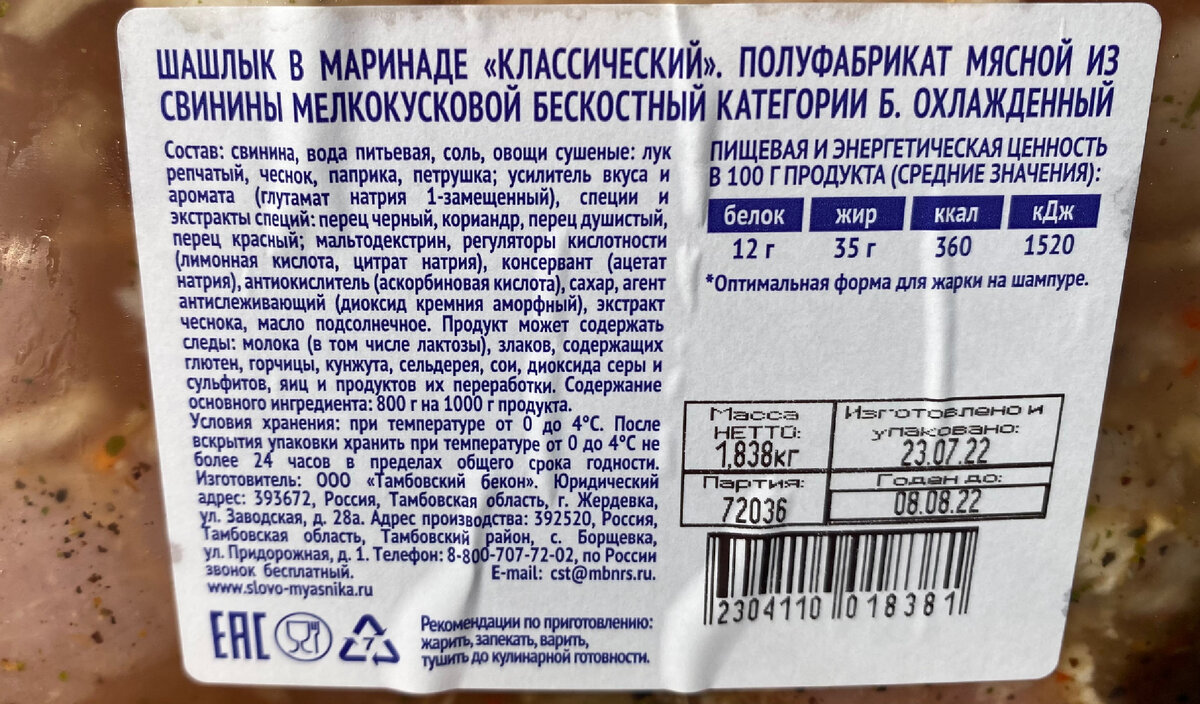 ШАШЛЫК В МАРИНАДЕ «КЛАССИЧЕСКИЙ». ПОЛУФАБРИКАТ МЯСНОЙ ИЗ
СВИНИНЫ МЕЛКОКУСКОВОЙ БЕСКОСТНЫЙ КАТЕГОРИИ Б. ОХЛАЖДЕННЫЙ
Состав: свинина, вода питьевая, соль, овощи сушеные: лук
репчатый, чеснок, паприка, петрушка; усилитель вкуса и
аромата (глутамат натрия 1-замещенный), специи и
экстракты специй: перец черный, кориандр, перец душистый,
перец красный; мальтодекстрин, регуляторы кислотности
(лимонная кислота, цитрат натрия), консервант (ацетат
натрия), антиокислитель (аскорбиновая кислота), сахар, агент
антислеживающий (диоксид кремния аморфный), экстракт
чеснока, масло подсолнечное. Продукт может содержать
следы: молока (в том числе лактозы), злаков, содержащих
глютен, горчицы, кунжута, сельдерея, сои, диоксида серы и
сульфитов, яиц и продуктов их переработки. Содержание
основного ингредиента: 800 г на 1000 г продукта.
Условия хранения: при температуре от 0 до 4°С. После
вскрытия упаковки хранить при температуре от 0 до 4°С не
более 24 часов в пределах общего срока годности.
Изготовитель: ООО «Тамбовский бекон». Юридический
адрес: 393672, Россия, Тамбовская область, г. Жердевка,
ул. Заводская, д. 28а. Адрес производства: 392520, Россия,
Тамбовская область, Тамбовский район, с. Борщевка,
ул. Придорожная, д. 1. Телефон: 8-800-707-72-02, по России
звонок бесплатный. E-mail: cst@mbnrs.ru.
www.slovo-myasnika.ru
ЕАС
7
Рекомендации по приготовлению:
жарить, запекать, варить,
тушить до кулинарной готовности.
ПИЩЕВАЯ И ЭНЕРГЕТИЧЕСКАЯ ЦЕННОСТЬ
В 100 Г ПРОДУКТА (СРЕДНИЕ ЗНАЧЕНИЯ):
белок жир ккал кДж
12 г 35 г 360 1520
*Оптимальная форма для жарки на шампуре.
Масса
НЕТТО:
1,838кг
Изготовлено и
упаковано:
23.07.22
Партия:
72036
Годен до:
08.08.22
2304110 018381